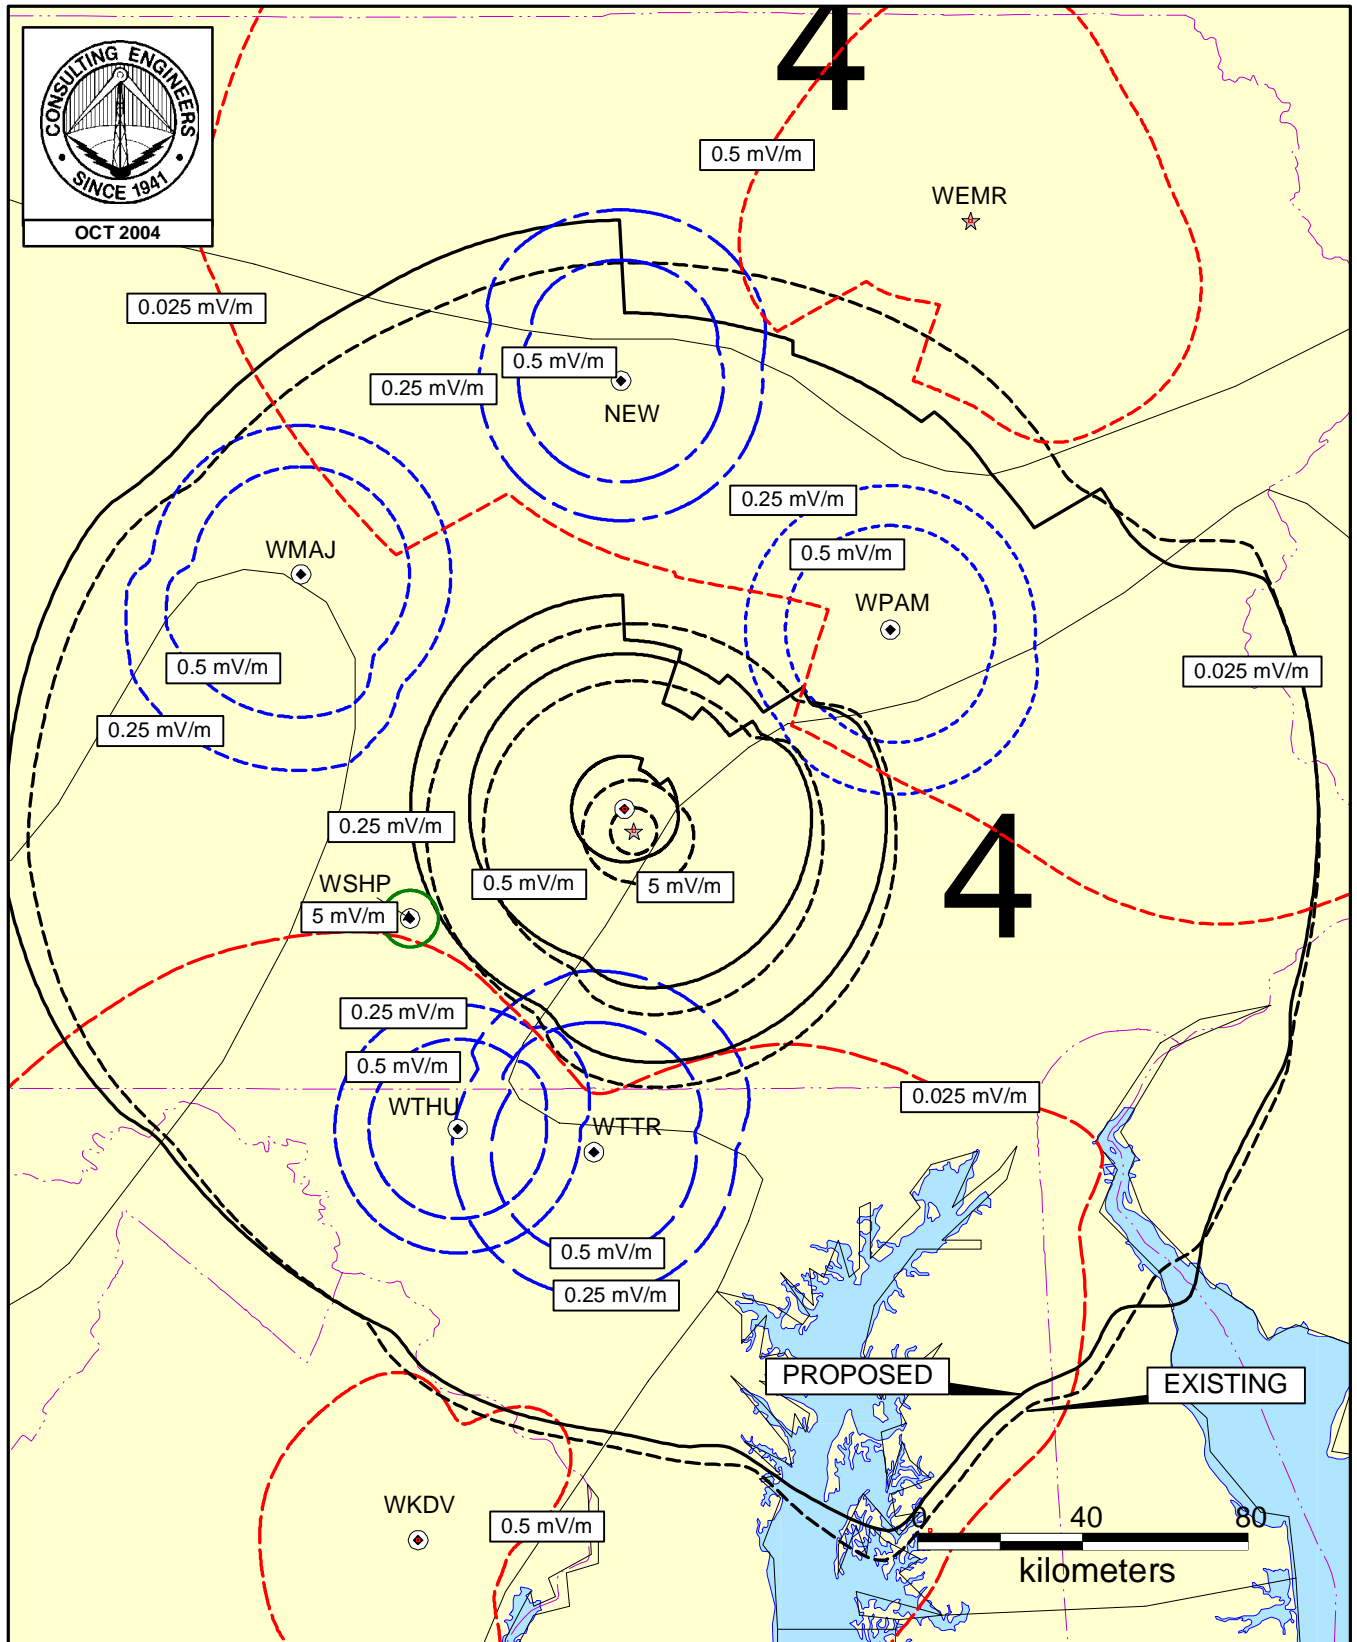 4
CONSULTING ENGINEERS
SINCE 1941
OCT 2004
0.5 mV/m
WEMR
0.025 mV/m
0.5 mV/m
0.25 mV/m
NEW
0.25 mV/m
WMAJ
0.5 mV/m
WPAM
0.5 mV/m
0.025 mV/m
0.25 mV/m
0.25 mV/m
4
WSHP
0.5 mV/m
5 mV/m
5 mV/m
0.25 mV/m
0.5 mV/m
WTHU
0.025 mV/m
WTTR
0.5 mV/m
0.25 mV/m
PROPOSED
EXISTING
WKDV
0.5 mV/m
0 40 80
kilometers